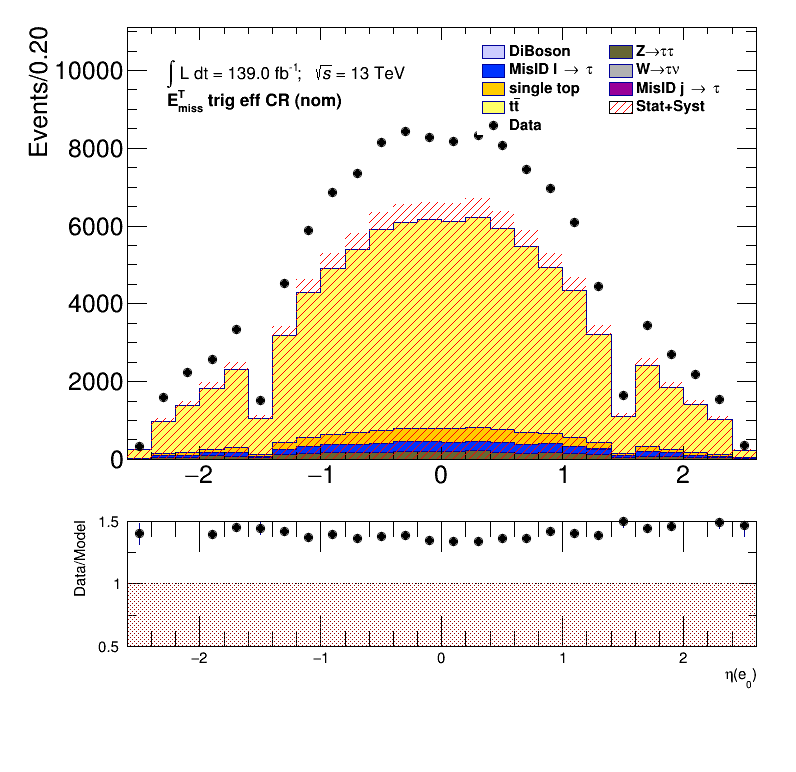 Events/0.20
10000
8000
6000
4000
2000
0
∫ L dt = 139.0 fb⁻¹; √s = 13 TeV
E^T_miss trig eff CR (nom)
DiBoson
MisID l → τ
single top
tt̄
Data
Z→ττ
W→τν
MisID j → τ
Stat+Syst
−2 −1 0 1 2
Data/Model
1.5
1
0.5
−2 −1 0 1 2
η(e₀)